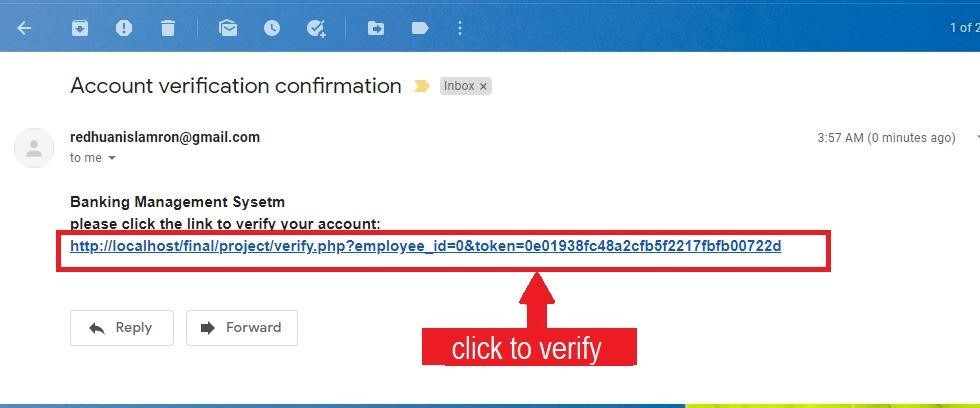 1 of 2
Account verification confirmation
Inbox ×
redhuanislamron@gmail.com
3:57 AM (0 minutes ago)
to me
Banking Management Sysetm
please click the link to verify your account:
http://localhost/final/project/verify.php?employee_id=0&token=0e01938fc48a2cfb5f2217fbfb00722d
Reply
Forward
click to verify